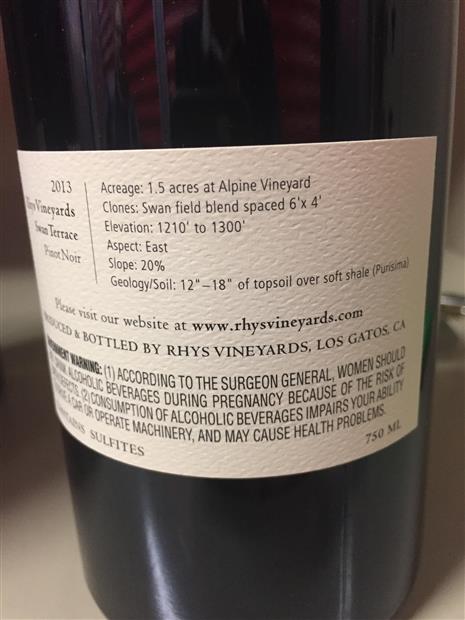 2013
Rhys Vineyards
Swan Terrace
Pinot Noir
Acreage: 1.5 acres at Alpine Vineyard
Clones: Swan field blend spaced 6'x 4'
Elevation: 1210' to 1300'
Aspect: East
Slope: 20%
Geology/Soil: 12"–18" of topsoil over soft shale (Purisima)
Please visit our website at www.rhysvineyards.com
PRODUCED & BOTTLED BY RHYS VINEYARDS, LOS GATOS, CA
WARNING: (1) ACCORDING TO THE SURGEON GENERAL, WOMEN SHOULD
DRINK ALCOHOLIC BEVERAGES DURING PREGNANCY BECAUSE OF THE RISK OF
DEFECTS. (2) CONSUMPTION OF ALCOHOLIC BEVERAGES IMPAIRS YOUR ABILITY
CAR OR OPERATE MACHINERY, AND MAY CAUSE HEALTH PROBLEMS.
SULFITES
750 ML